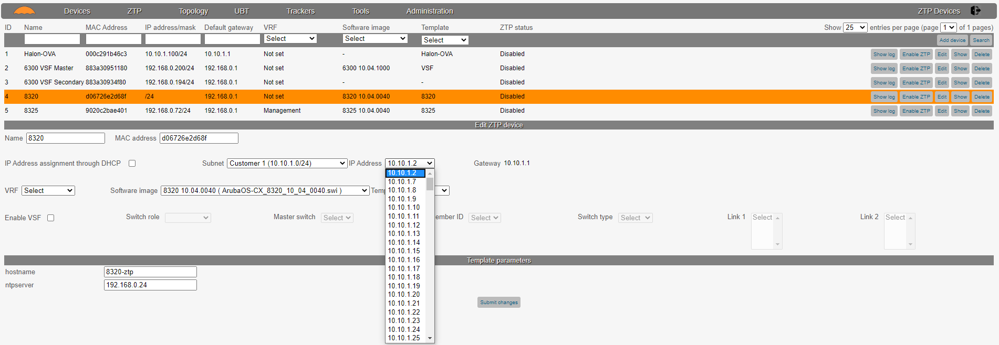 Devices ZTP Topology UBT Trackers Tools Administration ZTP Devices
ID Name MAC Address IP address/mask Default gateway VRF Software image Template ZTP status Show 25 entries per page (page 1 of 1 pages)
Select Select Select Add device Search
1 Halon-OVA 000c291b46c3 10.10.1.100/24 10.10.1.1 Not set - Halon-OVA Disabled Show log Enable ZTP Edit Show Delete
2 6300 VSF Master 883a30951180 192.168.0.200/24 192.168.0.1 Not set 6300 10.04.1000 VSF Disabled Show log Enable ZTP Edit Show Delete
3 6300 VSF Secondary 883a30934f80 192.168.0.194/24 192.168.0.1 Not set - - Disabled Show log Enable ZTP Edit Show Delete
4 8320 d06726e2d68f /24 192.168.0.1 Not set 8320 10.04.0040 8320 Disabled Show log Enable ZTP Edit Show Delete
5 8325 9020c2bae401 192.168.0.72/24 192.168.0.1 Management 8325 10.04.0040 8325 Disabled Show log Enable ZTP Edit Show Delete
Edit ZTP device
Name 8320 MAC address d06726e2d68f
IP Address assignment through DHCP Subnet Customer 1 (10.10.1.0/24) IP Address 10.10.1.2 Gateway 10.10.1.1
10.10.1.2
10.10.1.7
10.10.1.8
10.10.1.9
10.10.1.10
10.10.1.11
10.10.1.12
10.10.1.13
10.10.1.14
10.10.1.15
10.10.1.16
10.10.1.17
10.10.1.18
10.10.1.19
10.10.1.20
10.10.1.21
10.10.1.22
10.10.1.23
10.10.1.24
10.10.1.25
VRF Select Software image 8320 10.04.0040 ( ArubaOS-CX_8320_10_04_0040.swi ) Temp
Enable VSF Switch role Master switch Select ember ID Select Switch type Select Link 1 Select Link 2 Select
Template parameters
hostname 8320-ztp
ntpserver 192.168.0.24
Submit changes